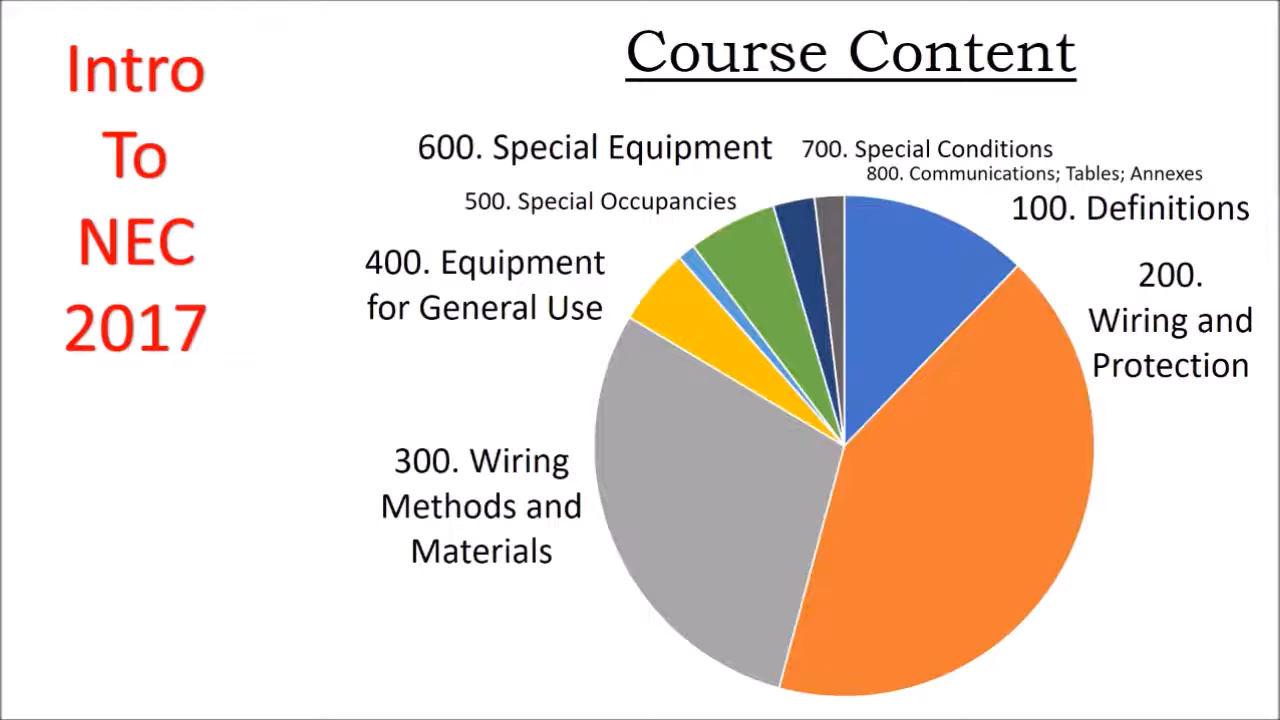 Intro
To
NEC
2017
Course Content
600. Special Equipment
700. Special Conditions
800. Communications; Tables; Annexes
500. Special Occupancies
100. Definitions
400. Equipment
for General Use
200.
Wiring and
Protection
300. Wiring
Methods and
Materials